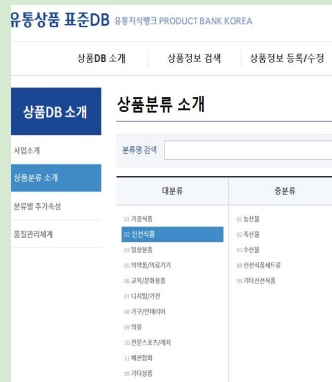 유통상품 표준DB 유통지식뱅크 PRODUCT BANK KOREA
상품DB 소개 상품정보 검색 상품정보 등록/수정
상품DB 소개
사업소개
상품분류 소개
분류별 추가속성
품질관리체계
상품분류 소개
분류명 검색
대분류 중분류
01 가공식품 01 농산물
02 신선식품 02 축산물
03 일상용품 03 수산물
05 의약품/의료기기 08 신선식품세트류
06 교육/문화용품 99 기타신선식품
07 디지털/가전
08 가구/인테리어
09 의류
10 전문스포츠/레저
11 패션잡화
99 기타상품